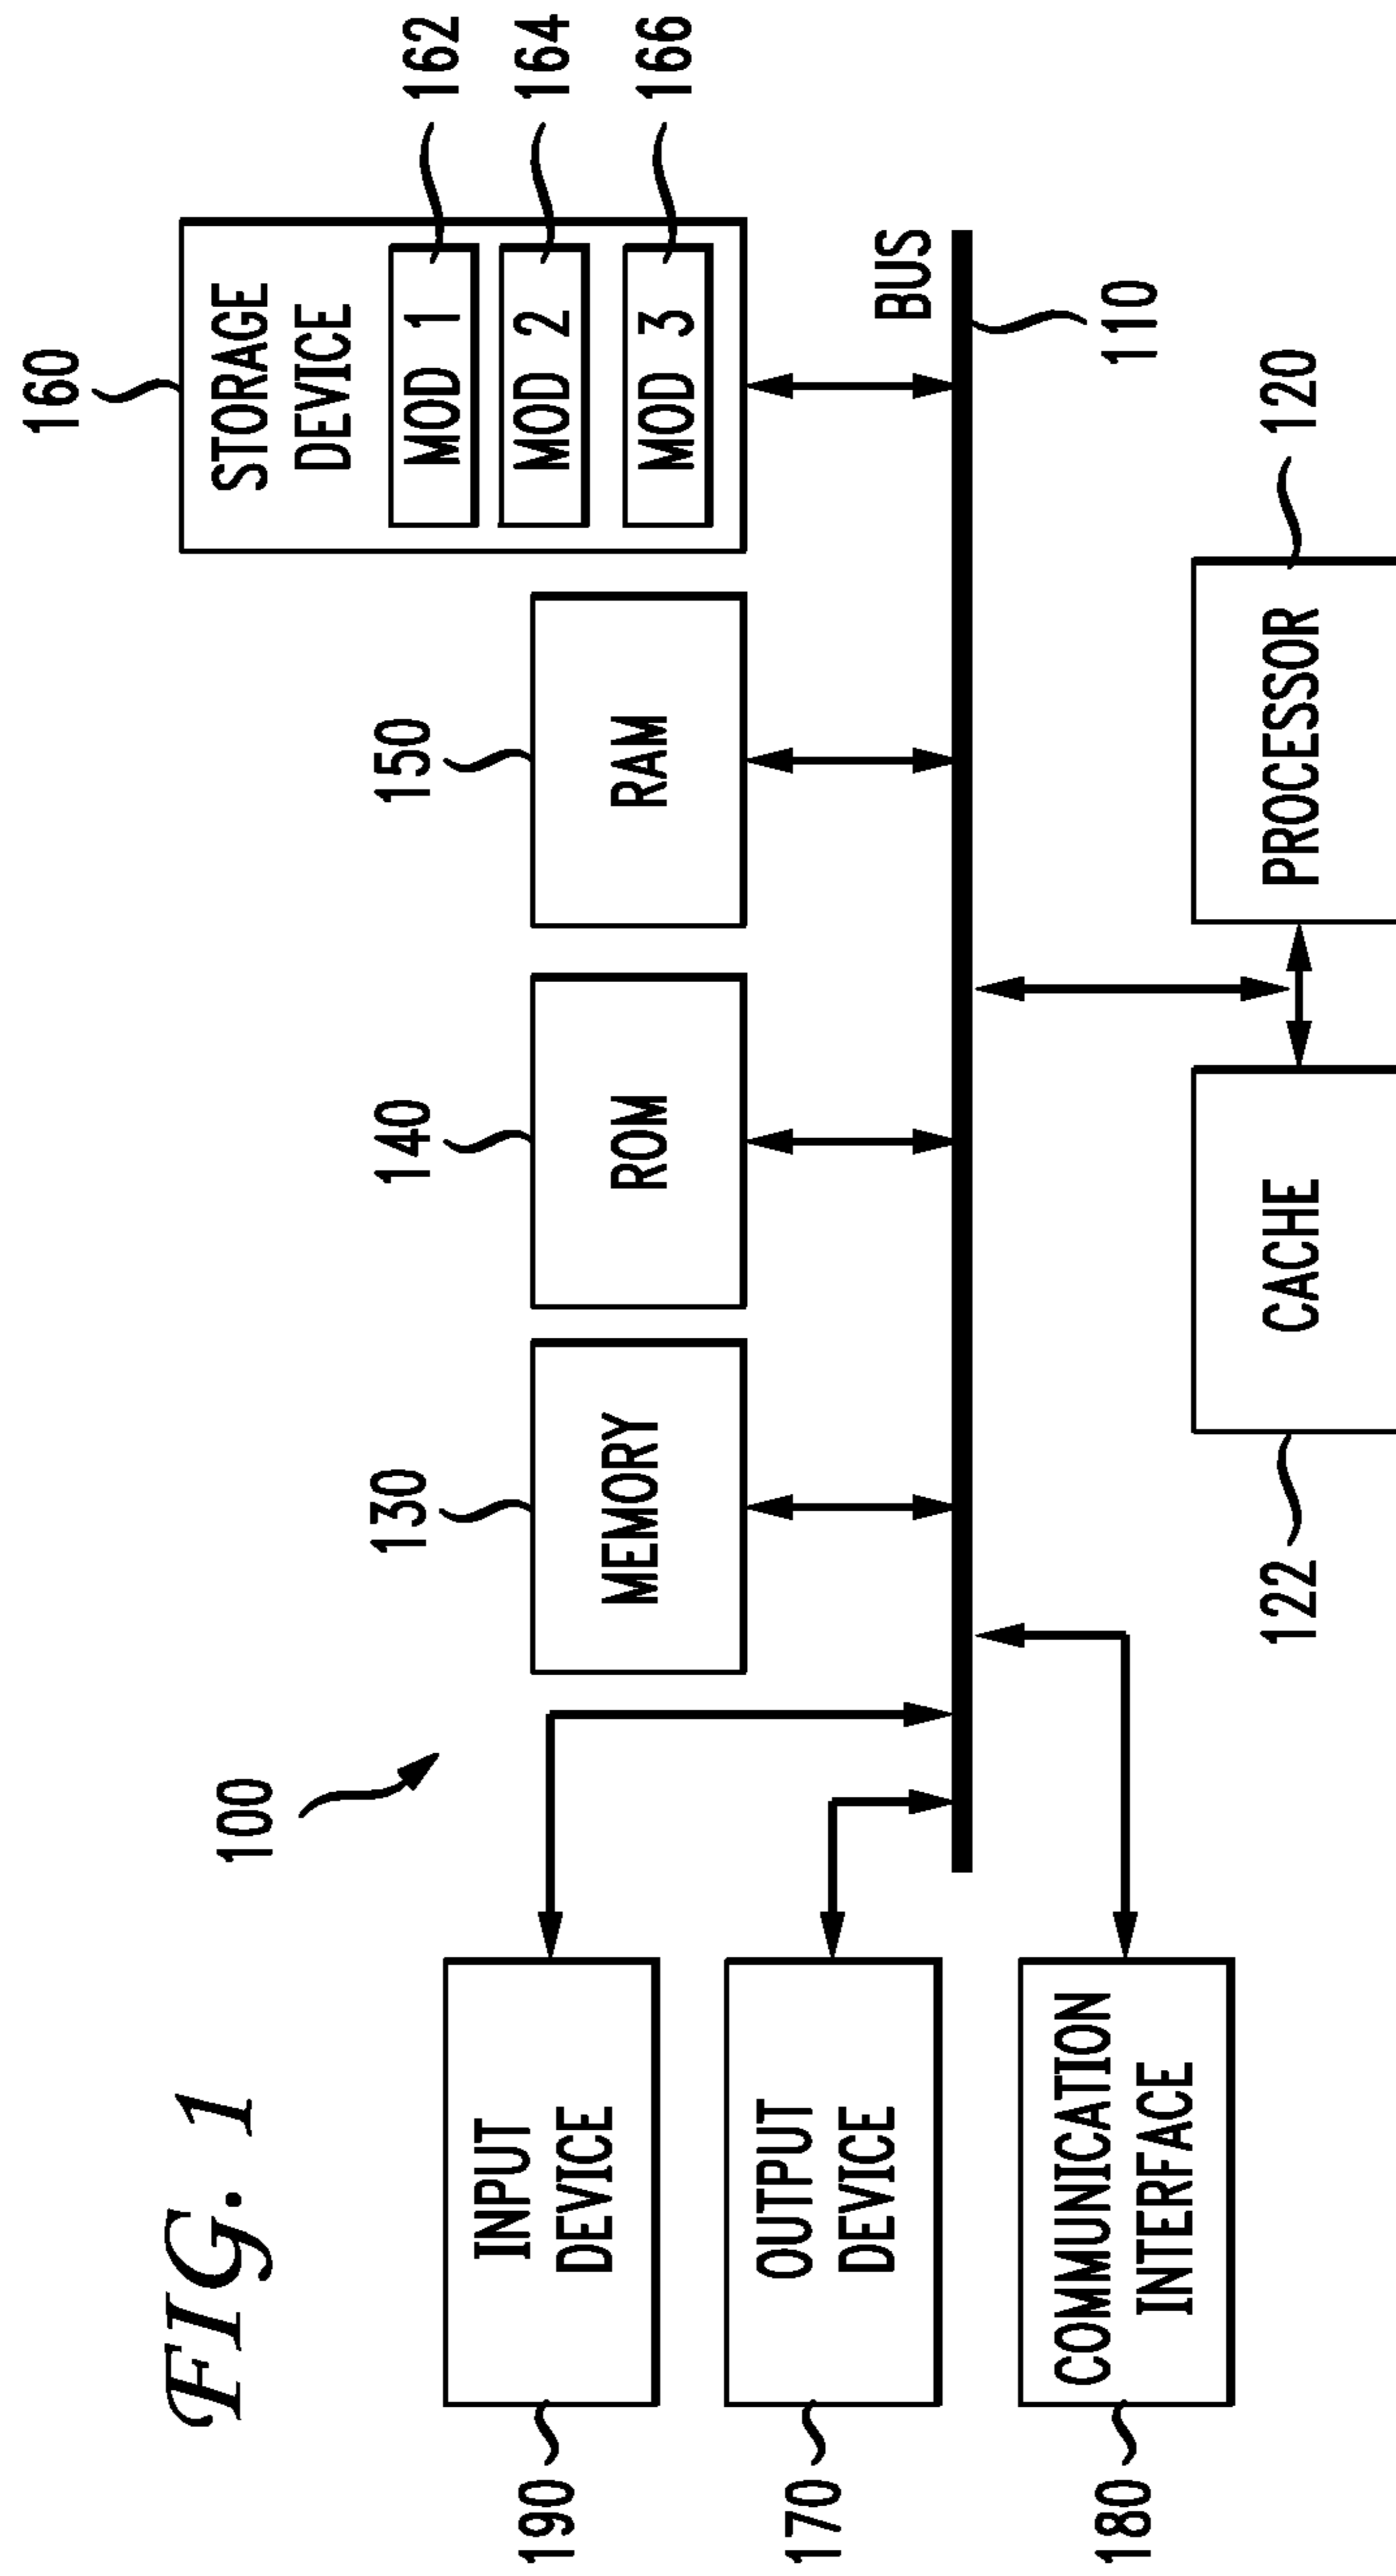 FIG. 1
100
160
STORAGE
DEVICE
MOD 1
162
MOD 2
164
MOD 3
166
130
MEMORY
140
ROM
150
RAM
190
INPUT
DEVICE
170
OUTPUT
DEVICE
180
COMMUNICATION
INTERFACE
BUS
110
122
CACHE
PROCESSOR
120